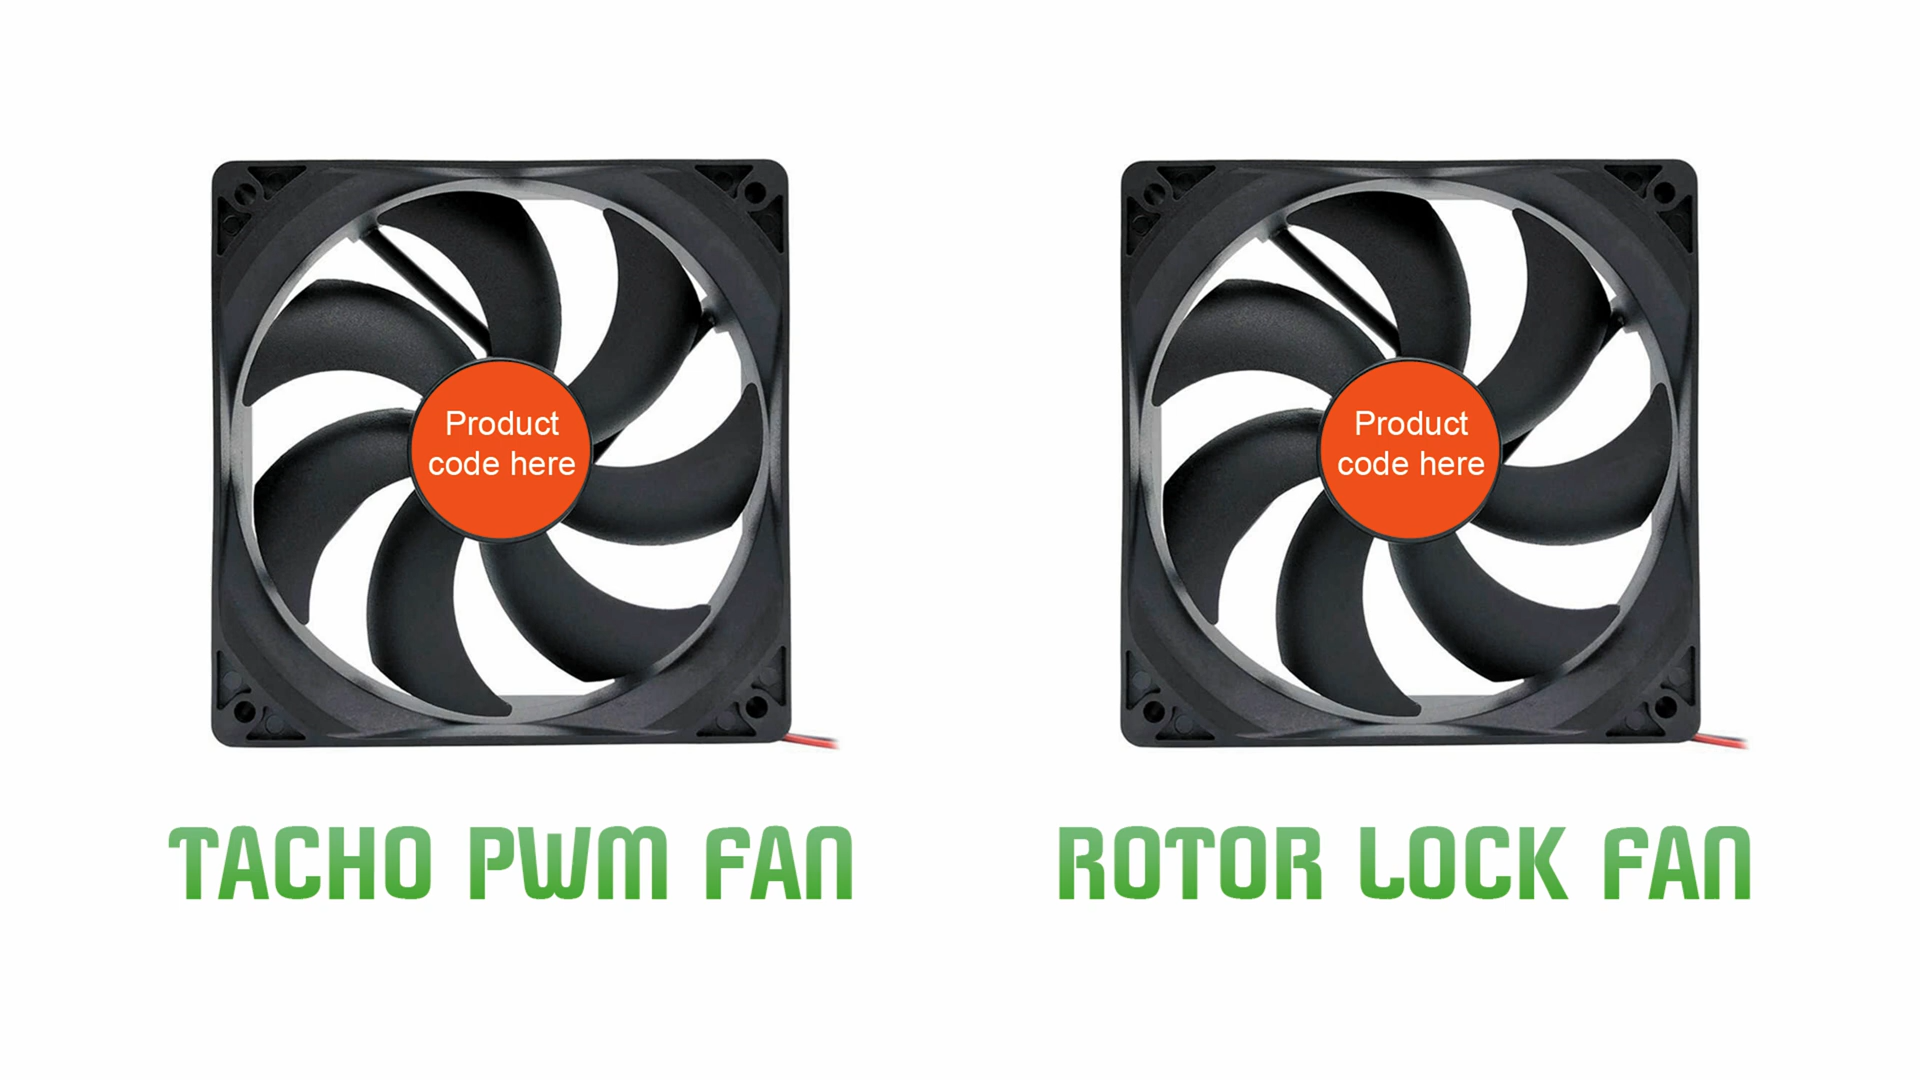 Product
code here
Product
code here
TACHO PWM FAN
ROTOR LOCK FAN